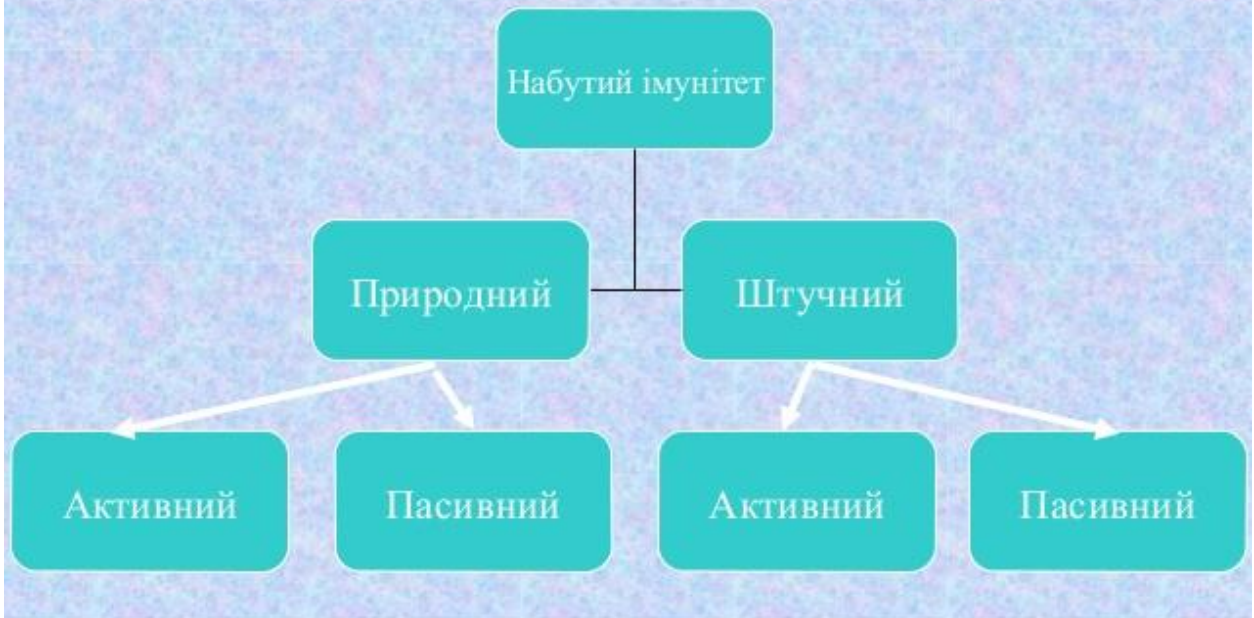 Набутий імунітет
Природний
Штучний
Активний
Пасивний
Активний
Пасивний